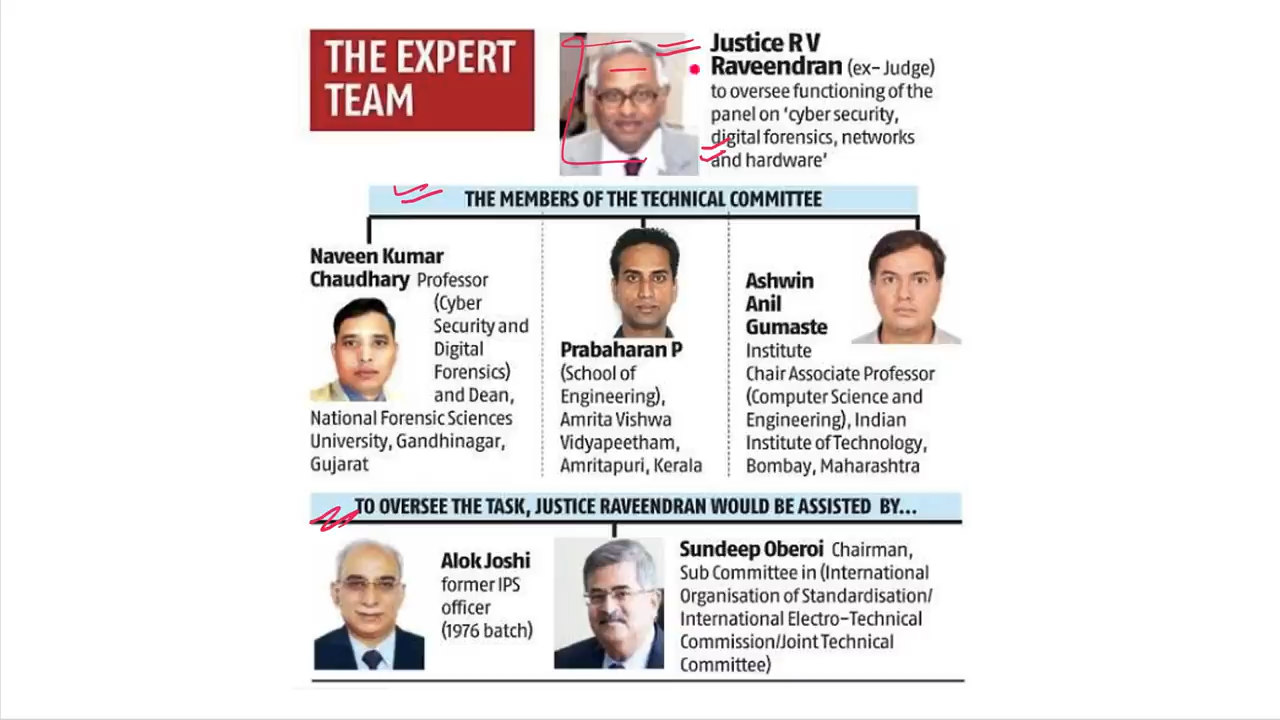 THE EXPERT
TEAM
Justice R V
Raveendran (ex-Judge)
to oversee functioning of the
panel on ‘cyber security,
digital forensics, networks
and hardware’
THE MEMBERS OF THE TECHNICAL COMMITTEE
Naveen Kumar
Chaudhary Professor
(Cyber
Security and
Digital
Forensics)
and Dean,
National Forensic Sciences
University, Gandhinagar,
Gujarat
Prabaharan P
(School of
Engineering),
Amrita Vishwa
Vidyapeetham,
Amritapuri, Kerala
Ashwin
Anil
Gumaste
Institute
Chair Associate Professor
(Computer Science and
Engineering), Indian
Institute of Technology,
Bombay, Maharashtra
TO OVERSEE THE TASK, JUSTICE RAVEENDRAN WOULD BE ASSISTED BY...
Alok Joshi
former IPS
officer
(1976 batch)
Sundeep Oberoi Chairman,
Sub Committee in (International
Organisation of Standardisation/
International Electro-Technical
Commission/Joint Technical
Committee)